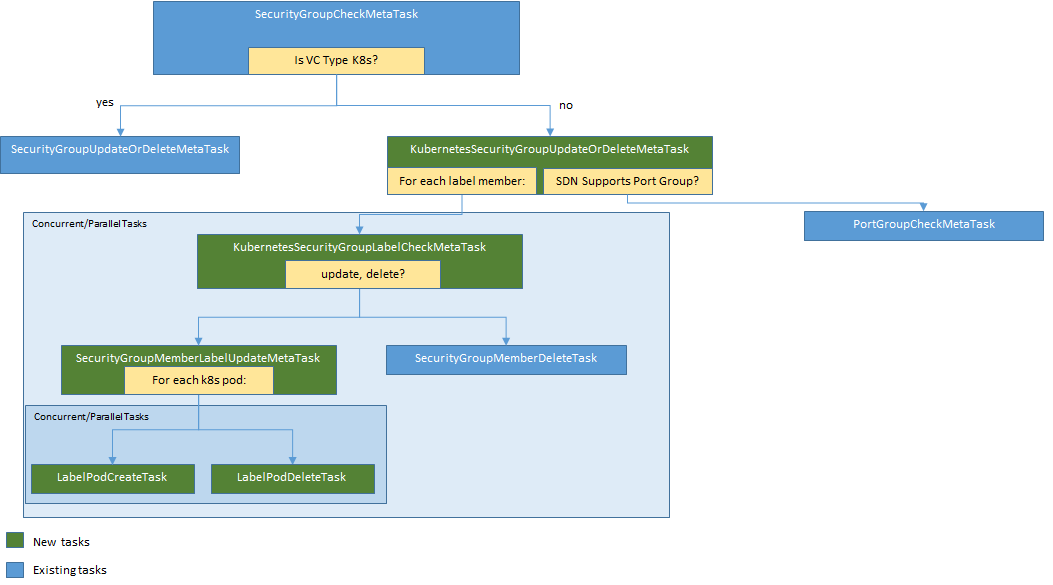 SecurityGroupCheckMetaTask
Is VC Type K8s?
yes
no
SecurityGroupUpdateOrDeleteMetaTask
KubernetesSecurityGroupUpdateOrDeleteMetaTask
For each label member:
SDN Supports Port Group?
PortGroupCheckMetaTask
Concurrent/ParallelTasks
KubernetesSecurityGroupLabelCheckMetaTask
update, delete?
SecurityGroupMemberLabelUpdateMetaTask
For each k8s pod:
SecurityGroupMemberDeleteTask
Concurrent/ParallelTasks
LabelPodCreateTask
LabelPodDeleteTask
New tasks
Existing tasks